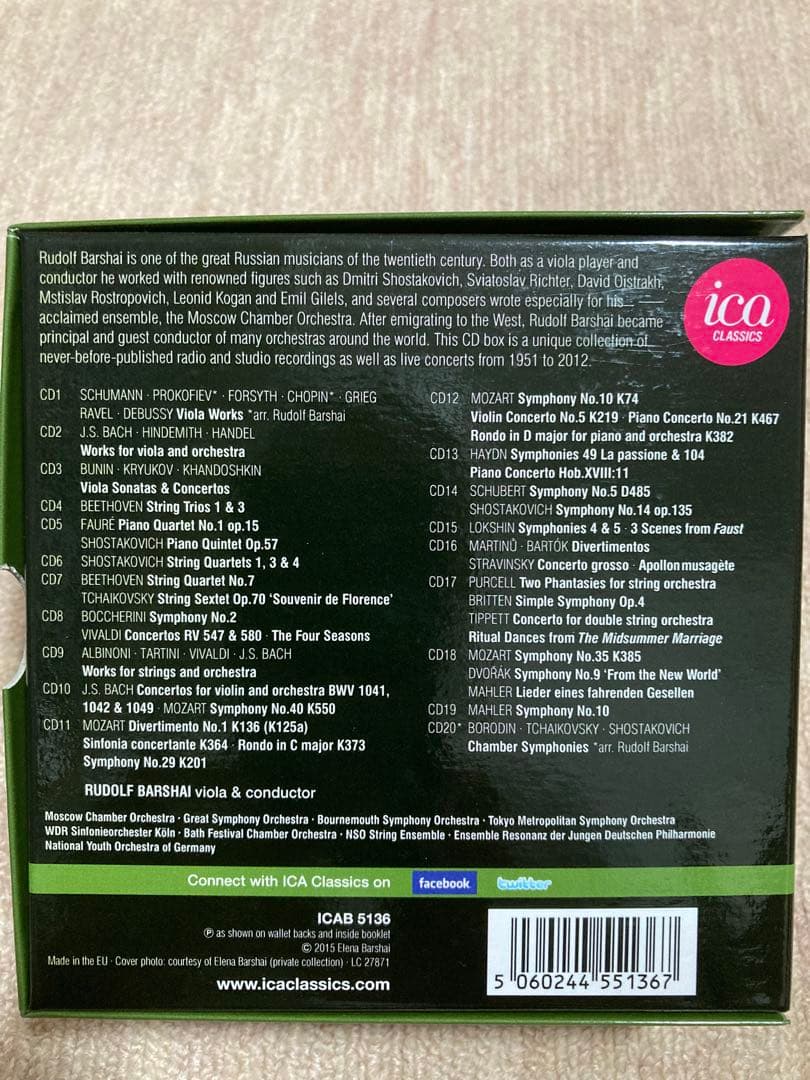 Rudolf Barshai is one of the great Russian musicians of the twentieth century. Both as a viola player and
conductor he worked with renowned figures such as Dmitri Shostakovich, Sviatoslav Richter, David Oistrakh,
Mstislav Rostropovich, Leonid Kogan and Emil Gilels, and several composers wrote especially for his
acclaimed ensemble, the Moscow Chamber Orchestra. After emigrating to the West, Rudolf Barshai became
principal and guest conductor of many orchestras around the world. This CD box is a unique collection of
never-before-published radio and studio recordings as well as live concerts from 1951 to 2012.
ica
CLASSICS
CD1 SCHUMANN · PROKOFIEV* · FORSYTH · CHOPIN* · GRIEG
RAVEL · DEBUSSY Viola Works *arr. Rudolf Barshai
CD2 J.S. BACH · HINDEMITH · HANDEL
Works for viola and orchestra
CD3 BUNIN · KRYUKOV · KHANDOSHKIN
Viola Sonatas & Concertos
CD4 BEETHOVEN String Trios 1 & 3
CD5 FAURÉ Piano Quartet No.1 op.15
SHOSTAKOVICH Piano Quintet Op.57
CD6 SHOSTAKOVICH String Quartets 1, 3 & 4
CD7 BEETHOVEN String Quartet No.7
TCHAIKOVSKY String Sextet Op.70 ‘Souvenir de Florence’
CD8 BOCCHERINI Symphony No.2
VIVALDI Concertos RV 547 & 580 · The Four Seasons
CD9 ALBINONI · TARTINI · VIVALDI · J.S. BACH
Works for strings and orchestra
CD10 J.S. BACH Concertos for violin and orchestra BWV 1041,
1042 & 1049 · MOZART Symphony No.40 K550
CD11 MOZART Divertimento No.1 K136 (K125a)
Sinfonia concertante K364 · Rondo in C major K373
Symphony No.29 K201
CD12 MOZART Symphony No.10 K74
Violin Concerto No.5 K219 · Piano Concerto No.21 K467
Rondo in D major for piano and orchestra K382
CD13 HAYDN Symphonies 49 La passione & 104
Piano Concerto Hob.XVIII:11
CD14 SCHUBERT Symphony No.5 D485
SHOSTAKOVICH Symphony No.14 op.135
CD15 LOKSHIN Symphonies 4 & 5 · 3 Scenes from Faust
CD16 MARTINŮ · BARTÓK Divertimentos
STRAVINSKY Concerto grosso · Apollon musagète
CD17 PURCELL Two Phantasies for string orchestra
BRITTEN Simple Symphony Op.4
TIPPETT Concerto for double string orchestra
Ritual Dances from The Midsummer Marriage
CD18 MOZART Symphony No.35 K385
DVOŘÁK Symphony No.9 ‘From the New World’
MAHLER Lieder eines fahrenden Gesellen
CD19 MAHLER Symphony No.10
CD20* BORODIN · TCHAIKOVSKY · SHOSTAKOVICH
Chamber Symphonies *arr. Rudolf Barshai
RUDOLF BARSHAI viola & conductor
Moscow Chamber Orchestra · Great Symphony Orchestra · Bournemouth Symphony Orchestra · Tokyo Metropolitan Symphony Orchestra
WDR Sinfonieorchester Köln · Bath Festival Chamber Orchestra · NSO String Ensemble · Ensemble Resonanz der Jungen Deutschen Philharmonie
National Youth Orchestra of Germany
Connect with ICA Classics on facebook twitter
ICAB 5136
℗ as shown on wallet backs and inside booklet
© 2015 Elena Barshai
Made in the EU · Cover photo: courtesy of Elena Barshai (private collection) · LC 27871
www.icaclassics.com
5 060244 551367